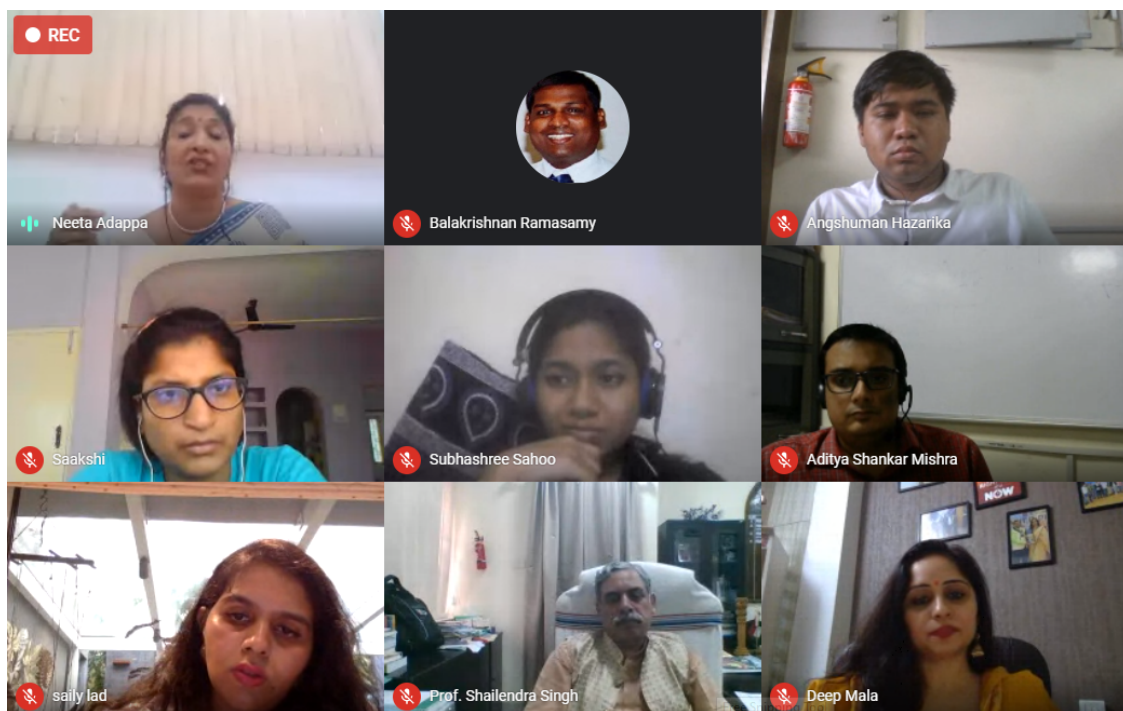 REC
Neeta Adappa
Balakrishnan Ramasamy
Angshuman Hazarika
Saakshi
Subhashree Sahoo
Aditya Shankar Mishra
NOW
saily lad
Prof. Shailendra Singh
Deep Mala